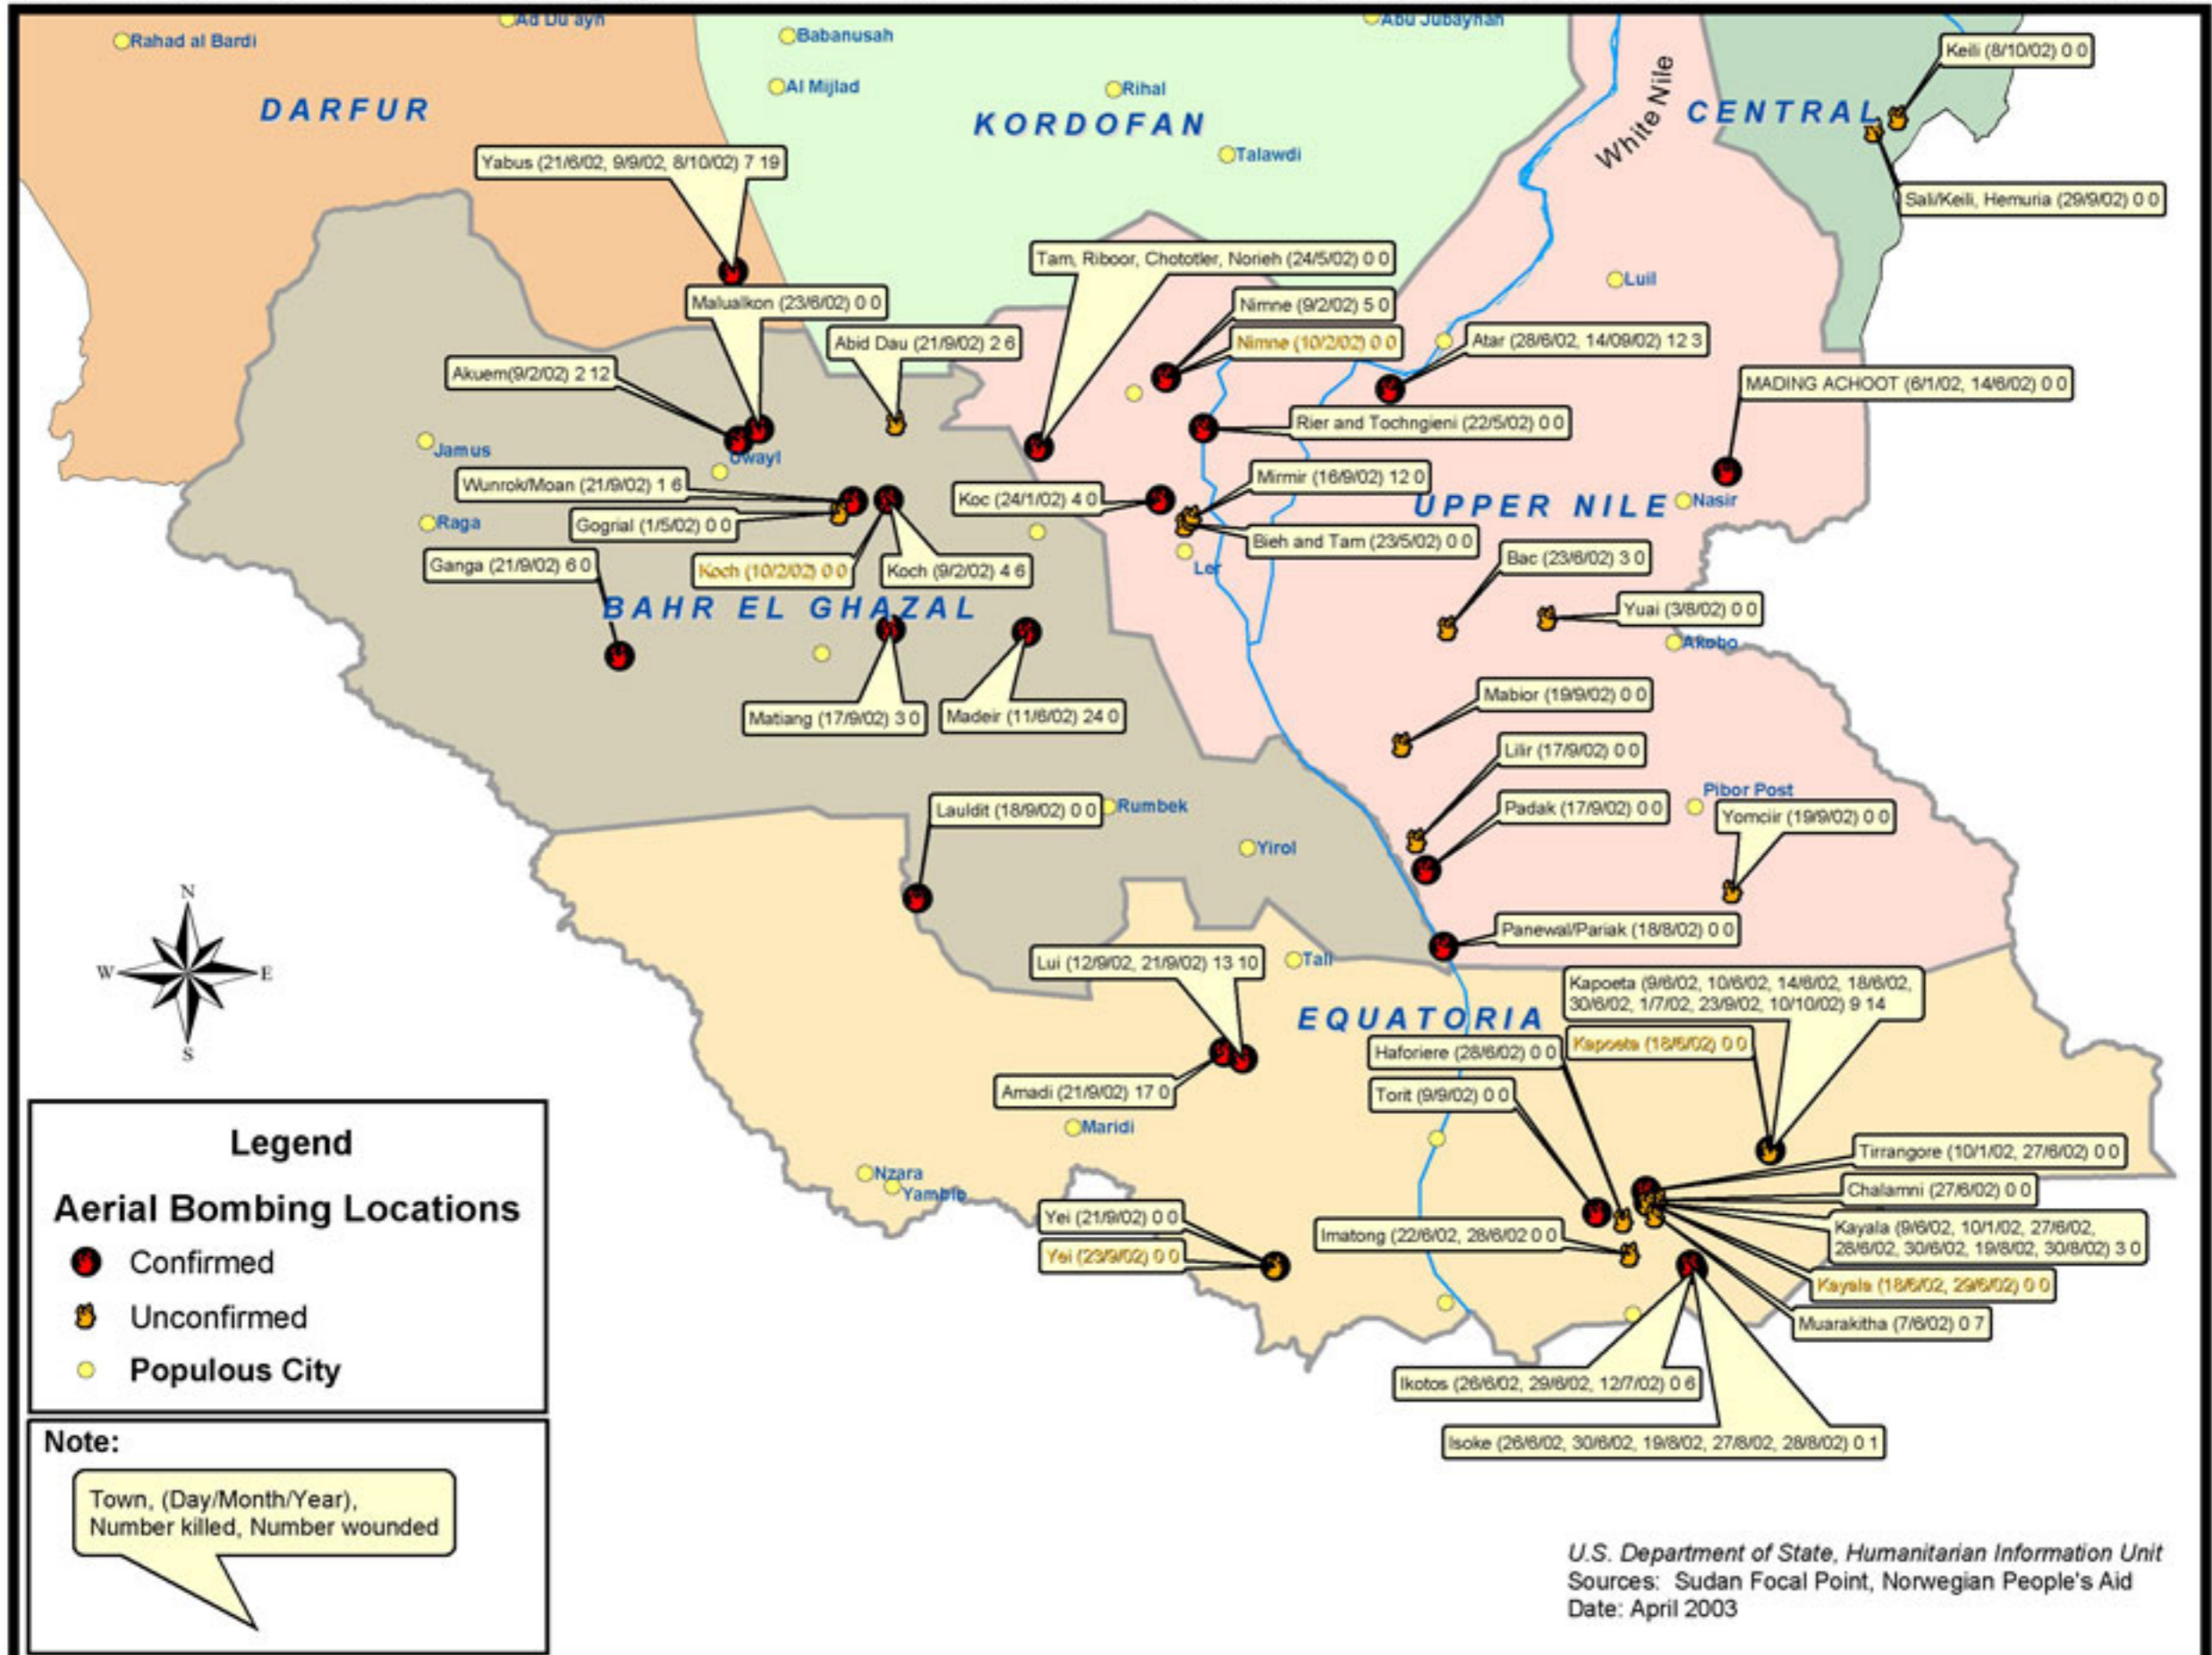 Ad Du ayn
Abu Jubayhah
Rahad al Bardi
Babanusah
Keili (8/10/02) 0 0
Al Mijlad
Rihal
White Nile
DARFUR
KORDOFAN
CENTRAL
Talawdi
Yabus (21/6/02, 9/9/02, 8/10/02) 7 19
Sali/Keili, Hemuria (29/9/02) 0 0
Tam, Riboor, Chototler, Norieh (24/5/02) 0 0
Luil
Malualkon (23/6/02) 0 0
Nimne (9/2/02) 5 0
Abid Dau (21/9/02) 2 6
Nimne (10/2/02) 0 0
Atar (28/6/02, 14/09/02) 12 3
Akuem(9/2/02) 2 12
MADING ACHOOT (6/1/02, 14/6/02) 0 0
Rier and Tochngieni (22/5/02) 0 0
Jamus
Uwayl
Wunrok/Moan (21/9/02) 1 6
Mirmir (16/9/02) 12 0
Koc (24/1/02) 4 0
UPPER NILE
Nasir
Raga
Gogrial (1/5/02) 0 0
Bieh and Tam (23/5/02) 0 0
Ganga (21/9/02) 6 0
Koch (10/2/02) 0 0
Koch (9/2/02) 4 6
Ler
Bac (23/6/02) 3 0
BAHR EL GHAZAL
Yuai (3/8/02) 0 0
Akobo
Matiang (17/9/02) 3 0
Madeir (11/6/02) 24 0
Mabior (19/9/02) 0 0
Lilir (17/9/02) 0 0
Pibor Post
Lauldit (18/9/02) 0 0
Rumbek
Padak (17/9/02) 0 0
Yomciir (19/9/02) 0 0
Yirol
N
W
E
S
Panewal/Pariak (18/8/02) 0 0
Lui (12/9/02, 21/9/02) 13 10
Tali
Kapoeta (9/6/02, 10/6/02, 14/6/02, 18/6/02,
30/6/02, 1/7/02, 23/9/02, 10/10/02) 9 14
EQUATORIA
Haforiere (28/6/02) 0 0
Kapoeta (18/6/02) 0 0
Amadi (21/9/02) 17 0
Torit (9/9/02) 0 0
Maridi
Tirrangore (10/1/02, 27/6/02) 0 0
Nzara
Yambio
Chalamni (27/6/02) 0 0
Yei (21/9/02) 0 0
Imatong (22/6/02, 28/6/02 0 0
Kayala (9/6/02, 10/1/02, 27/6/02,
28/6/02, 30/6/02, 19/8/02, 30/8/02) 3 0
Yei (23/9/02) 0 0
Kayala (18/6/02, 29/6/02) 0 0
Muarakitha (7/6/02) 0 7
Ikotos (26/6/02, 29/6/02, 12/7/02) 0 6
Isoke (26/6/02, 30/6/02, 19/8/02, 27/8/02, 28/8/02) 0 1
Legend
Aerial Bombing Locations
Confirmed
Unconfirmed
Populous City
Note:
Town, (Day/Month/Year),
Number killed, Number wounded
U.S. Department of State, Humanitarian Information Unit
Sources: Sudan Focal Point, Norwegian People's Aid
Date: April 2003